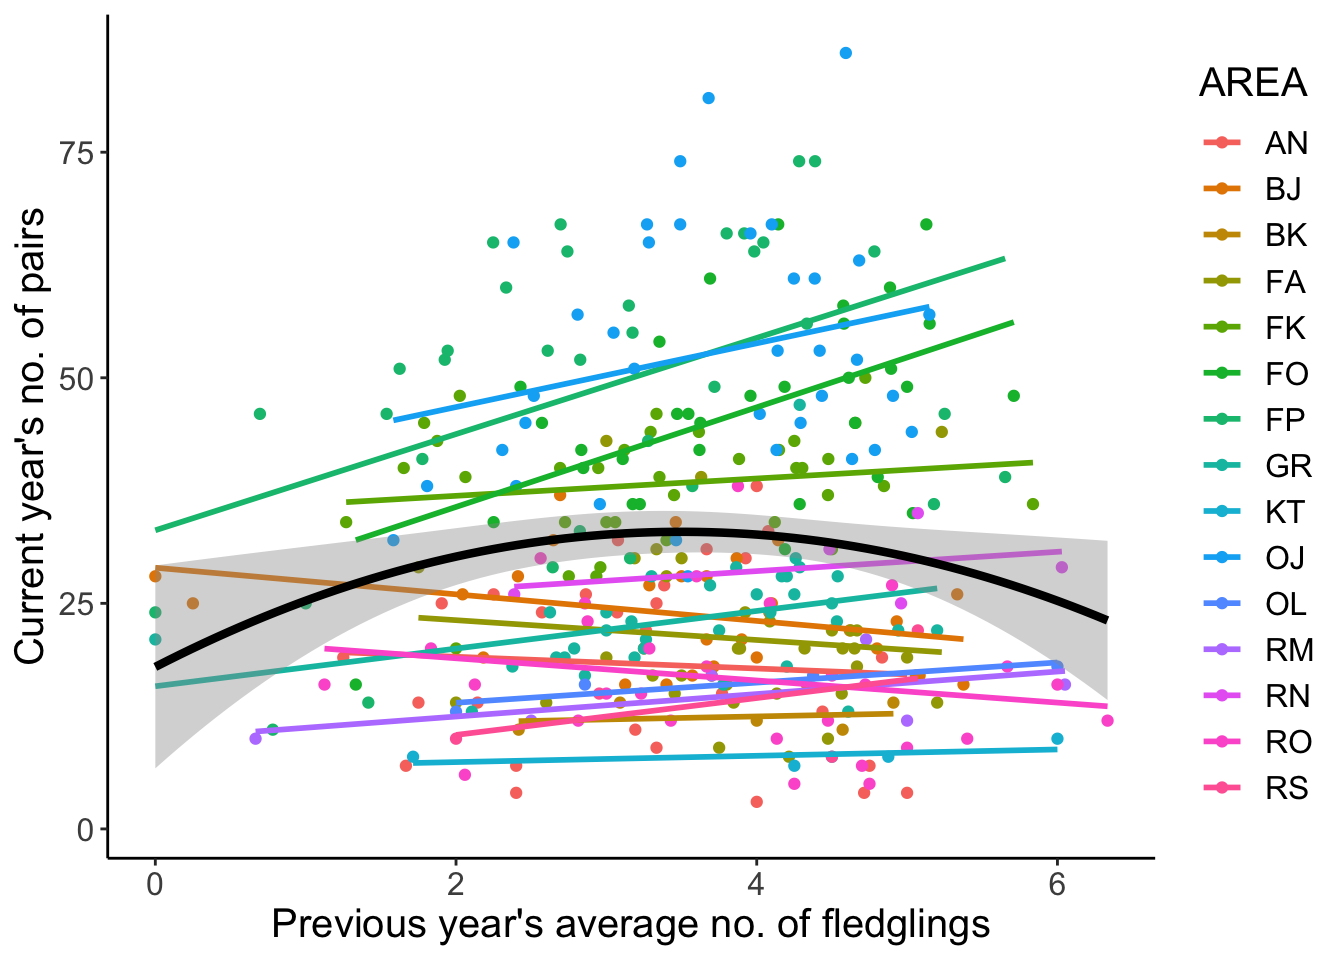 Current year's no. of pairs
75
50
25
0
0 2 4 6
Previous year's average no. of fledglings
AREA
AN
BJ
BK
FA
FK
FO
FP
GR
KT
OJ
OL
RM
RN
RO
RS